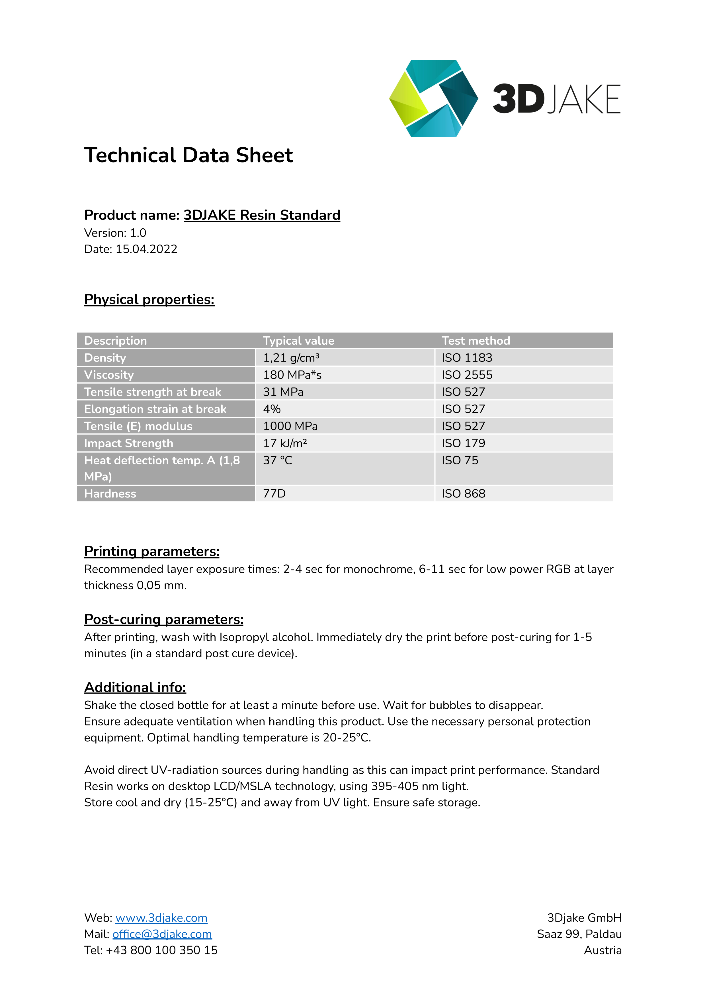 3DJAKE
Technical Data Sheet
Product name: 3DJAKE Resin Standard
Version: 1.0
Date: 15.04.2022
Physical properties:
Description Typical value Test method
Density 1,21 g/cm³ ISO 1183
Viscosity 180 MPa*s ISO 2555
Tensile strength at break 31 MPa ISO 527
Elongation strain at break 4% ISO 527
Tensile (E) modulus 1000 MPa ISO 527
Impact Strength 17 kJ/m² ISO 179
Heat deflection temp. A (1,8 37 °C ISO 75
MPa)
Hardness 77D ISO 868
Printing parameters:
Recommended layer exposure times: 2-4 sec for monochrome, 6-11 sec for low power RGB at layer
thickness 0,05 mm.
Post-curing parameters:
After printing, wash with Isopropyl alcohol. Immediately dry the print before post-curing for 1-5
minutes (in a standard post cure device).
Additional info:
Shake the closed bottle for at least a minute before use. Wait for bubbles to disappear.
Ensure adequate ventilation when handling this product. Use the necessary personal protection
equipment. Optimal handling temperature is 20-25°C.
Avoid direct UV-radiation sources during handling as this can impact print performance. Standard
Resin works on desktop LCD/MSLA technology, using 395-405 nm light.
Store cool and dry (15-25°C) and away from UV light. Ensure safe storage.
Web: www.3djake.com 3Djake GmbH
Mail: office@3djake.com Saaz 99, Paldau
Tel: +43 800 100 350 15 Austria